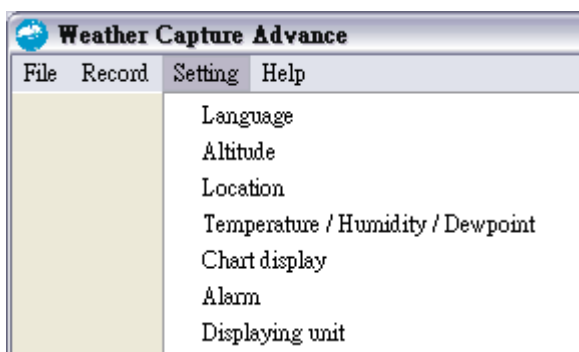 Weather Capture Advance
File Record Setting Help
Language
Altitude
Location
Temperature / Humidity / Dewpoint
Chart display
Alarm
Displaying unit